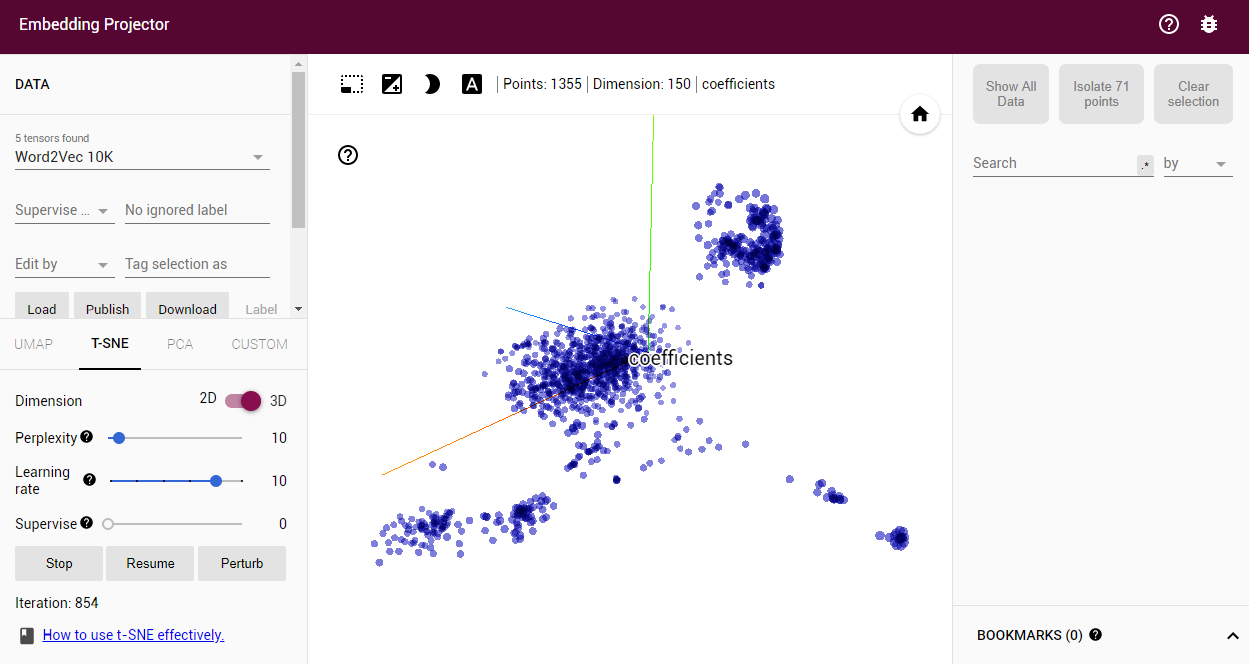 Embedding Projector
DATA
5 tensors found
Word2Vec 10K
Supervise ...
No ignored label
Edit by
Tag selection as
Load
Publish
Download
Label
UMAP
T-SNE
PCA
CUSTOM
Dimension
2D
3D
Perplexity
10
Learning
rate
10
Supervise
0
Stop
Resume
Perturb
Iteration: 854
How to use t-SNE effectively.
A
Points: 1355 | Dimension: 150 | coefficients
coefficients
Show All
Data
Isolate 71
points
Clear
selection
Search
.*
by
BOOKMARKS (0)